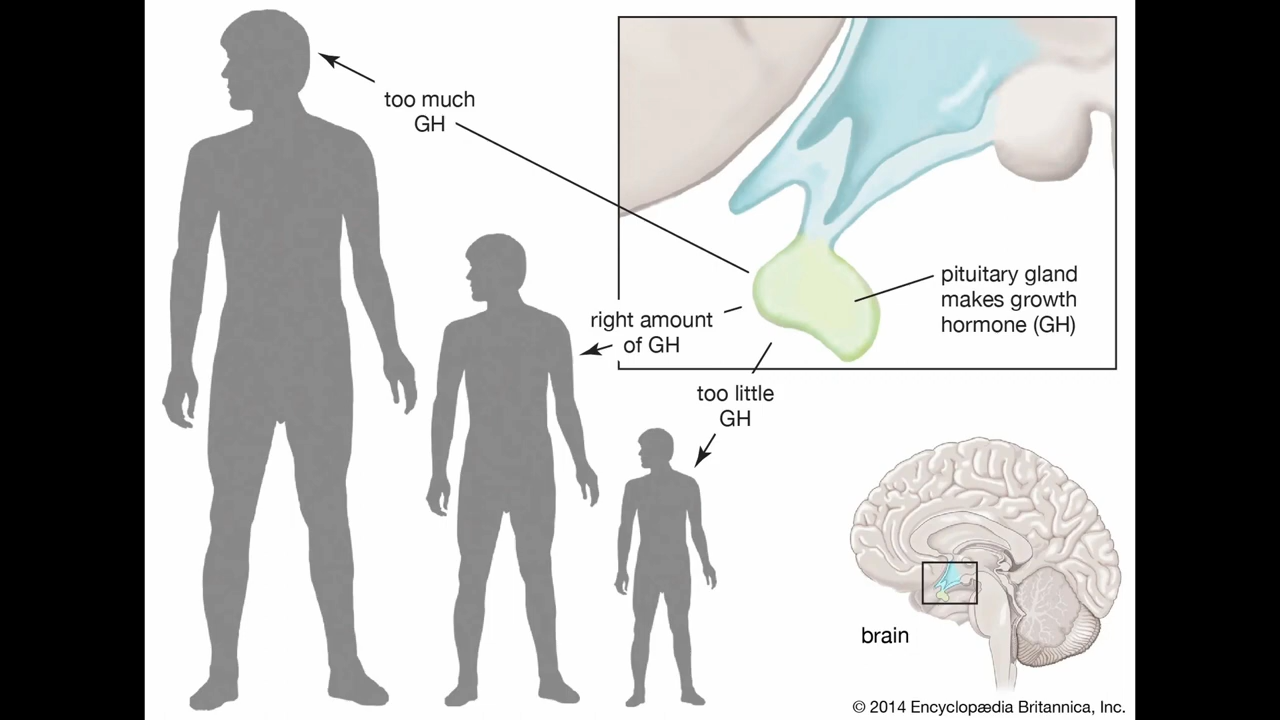 too much
GH
right amount
of GH
too little
GH
pituitary gland
makes growth
hormone (GH)
brain
© 2014 Encyclopædia Britannica, Inc.